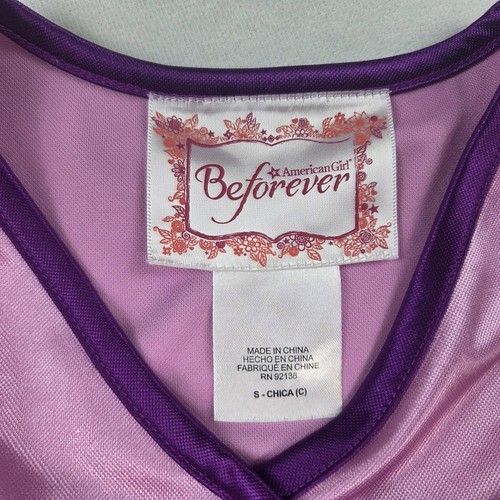 American Girl®
Beforever
MADE IN CHINA
HECHO EN CHINA
FABRIQUÉ EN CHINE
RN 92138
S - CHICA (C)